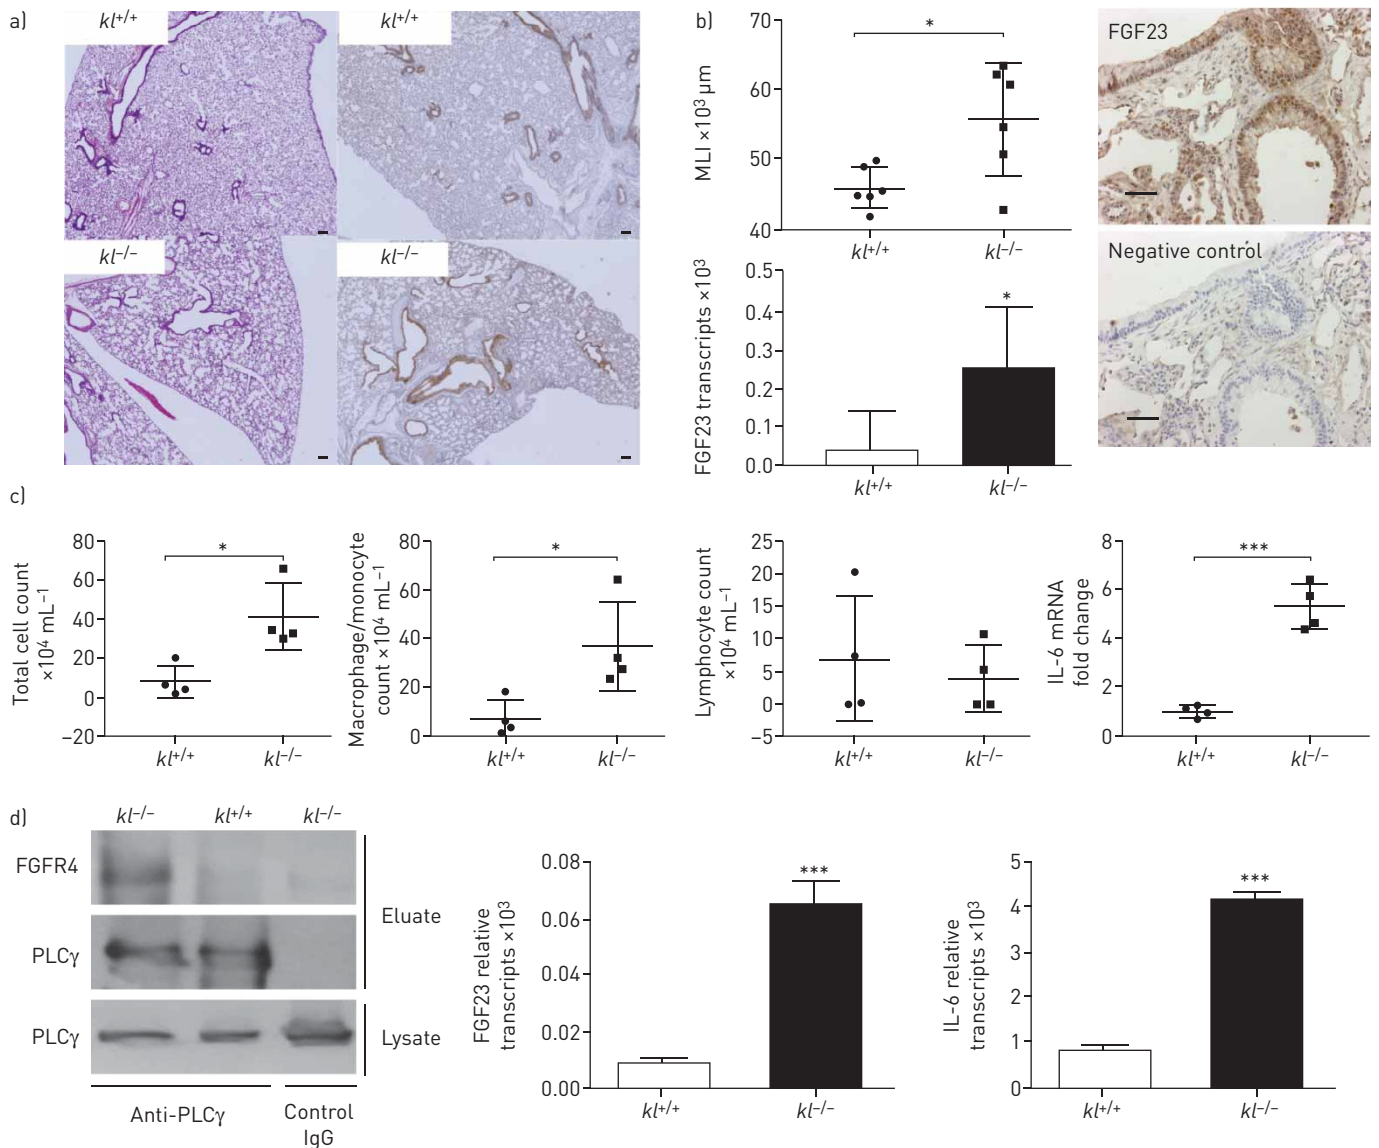 a)
kl+/+
kl−/−
b)
MLI ×10³ µm
70
60
50
40
*
kl+/+
kl−/−
FGF23 transcripts ×10³
0.5
0.4
0.3
0.2
0.1
0.0
*
kl+/+
kl−/−
FGF23
Negative control
c)
Total cell count
×10⁴ mL⁻¹
80
60
40
20
0
−20
*
kl+/+
kl−/−
Macrophage/monocyte
count ×10⁴ mL⁻¹
80
60
40
20
0
*
kl+/+
kl−/−
Lymphocyte count
×10⁴ mL⁻¹
25
20
15
10
5
0
−5
kl+/+
kl−/−
IL-6 mRNA
fold change
8
6
4
2
0
***
kl+/+
kl−/−
d)
kl−/− kl+/+ kl−/−
FGFR4
PLCγ
Eluate
PLCγ
Lysate
Anti-PLCγ
Control
IgG
FGF23 relative
transcripts ×10³
0.08
0.06
0.04
0.02
0.00
***
kl+/+
kl−/−
IL-6 relative
transcripts ×10³
5
4
3
2
1
0
***
kl+/+
kl−/−